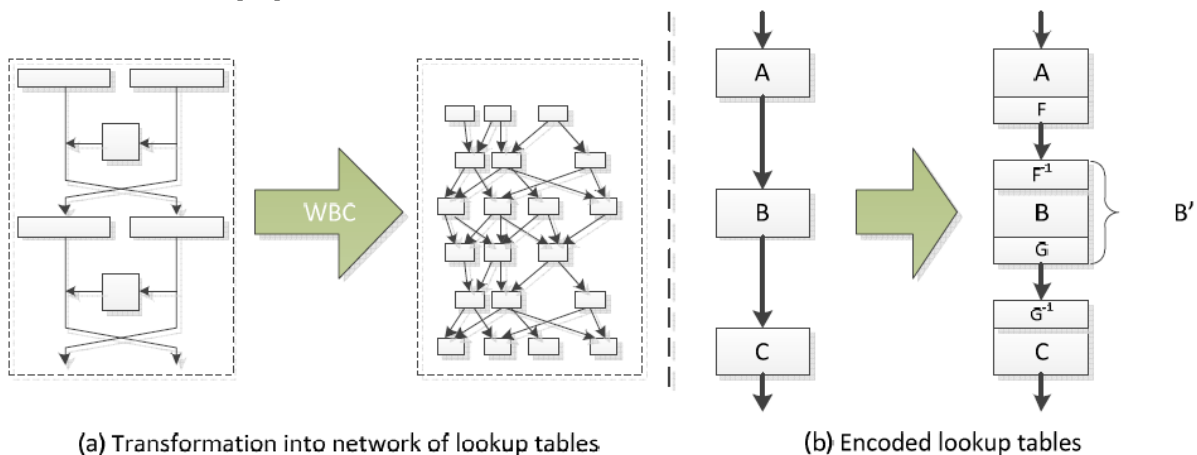 WBC
(a) Transformation into network of lookup tables
A
B
C
A
F
F⁻¹
B
G
B'
G⁻¹
C
(b) Encoded lookup tables